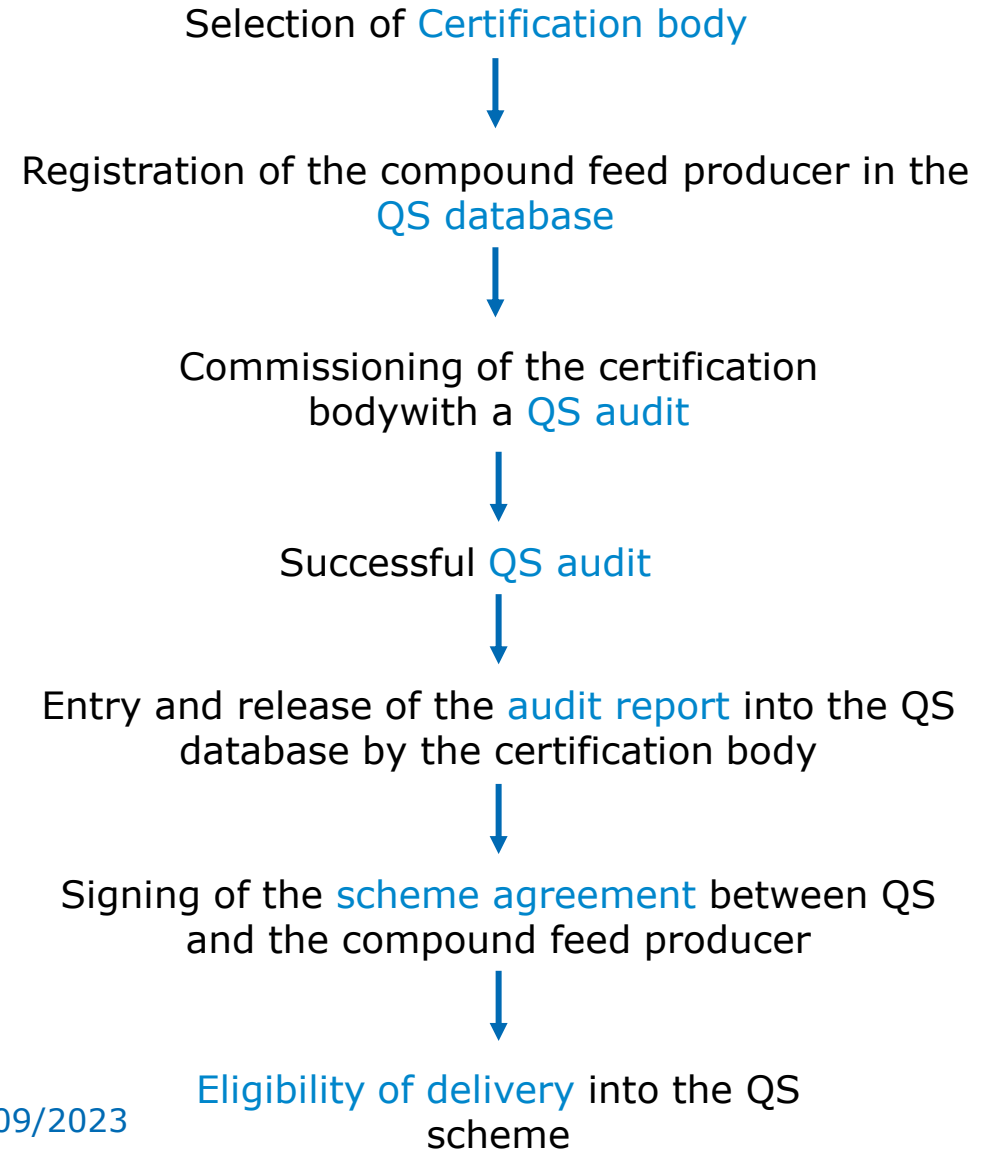 Selection of Certification body
Registration of the compound feed producer in the
QS database
Commissioning of the certification
bodywith a QS audit
Successful QS audit
Entry and release of the audit report into the QS
database by the certification body
Signing of the scheme agreement between QS
and the compound feed producer
Eligibility of delivery into the QS
scheme
09/2023